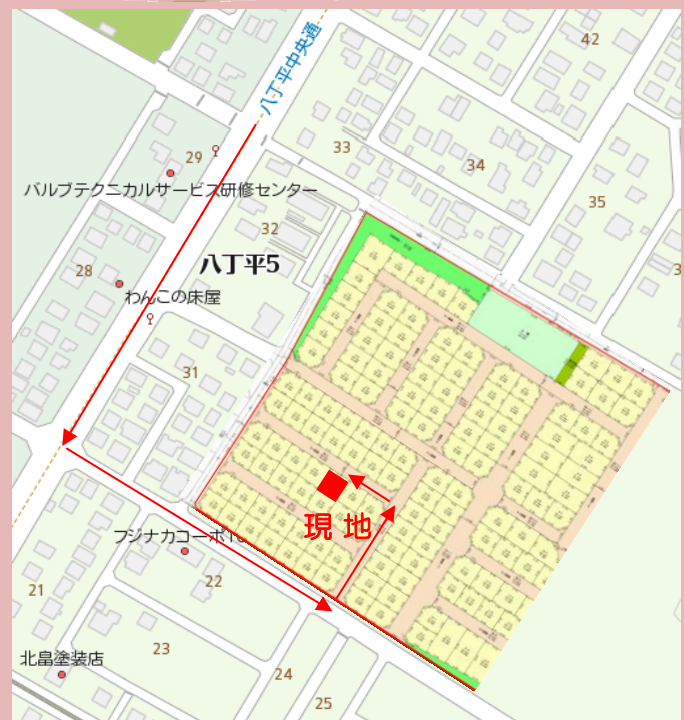 八丁平中央通
42
29
33
34
バルブテクニカルサービス研修センター
35
32
八丁平5
28
わんこの床屋
31
現 地
フジナカコーポ
21
22
23
北畠塗装店
24
25